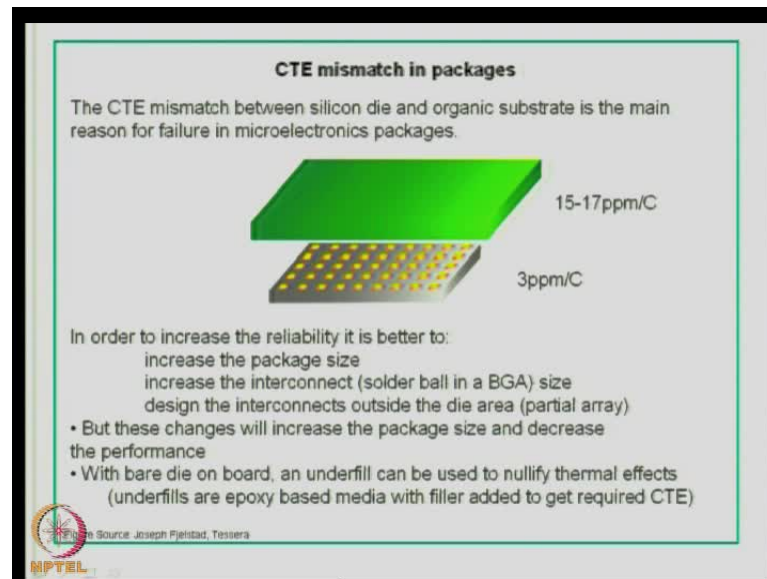 CTE mismatch in packages
The CTE mismatch between silicon die and organic substrate is the main
reason for failure in microelectronics packages.
15-17ppm/C
3ppm/C
In order to increase the reliability it is better to:
increase the package size
increase the interconnect (solder ball in a BGA) size
design the interconnects outside the die area (partial array)
• But these changes will increase the package size and decrease
the performance
• With bare die on board, an underfill can be used to nullify thermal effects
(underfills are epoxy based media with filler added to get required CTE)
Source: Joseph Fjelstad, Tessera
NPTEL